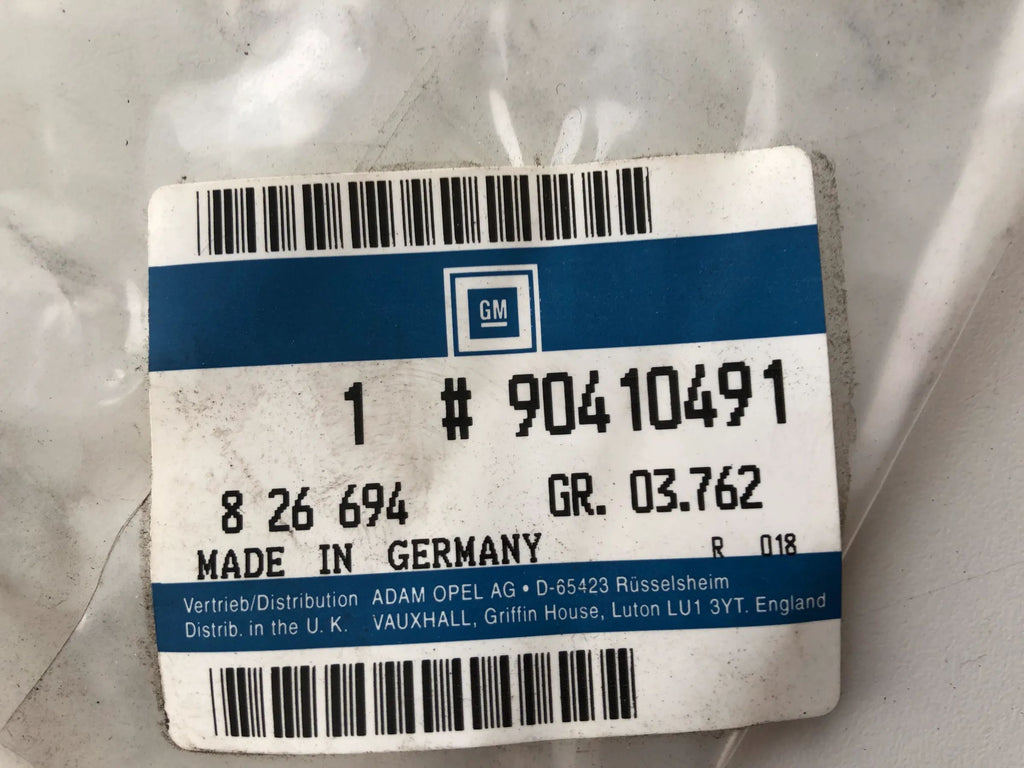 GM
1 # 90410491
8 26 694 GR. 03.762
MADE IN GERMANY R 018
Vertrieb/Distribution ADAM OPEL AG • D-65423 Rüsselsheim
Distrib. in the U. K. VAUXHALL, Griffin House, Luton LU1 3YT. England